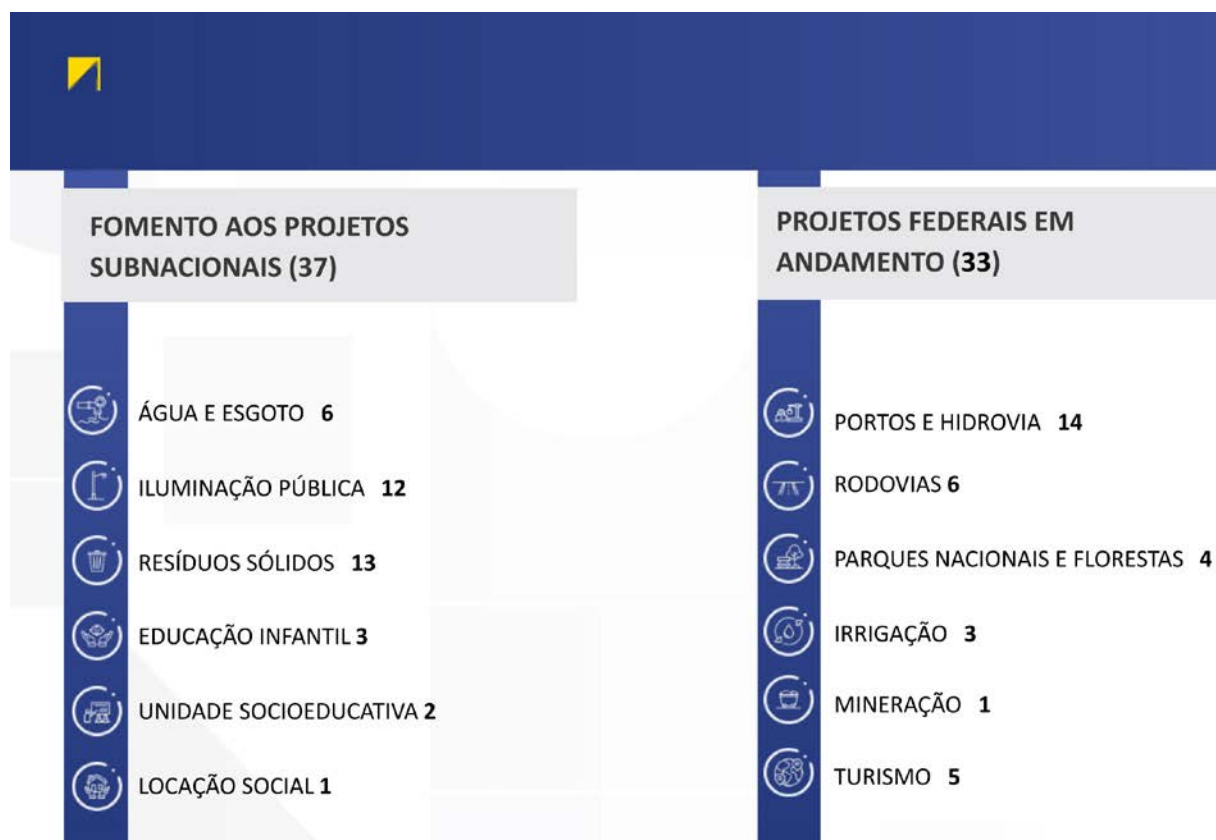 FOMENTO AOS PROJETOS
SUBNACIONAIS (37)
ÁGUA E ESGOTO 6
ILUMINAÇÃO PÚBLICA 12
RESÍDUOS SÓLIDOS 13
EDUCAÇÃO INFANTIL 3
UNIDADE SOCIOEDUCATIVA 2
LOCAÇÃO SOCIAL 1
PROJETOS FEDERAIS EM
ANDAMENTO (33)
PORTOS E HIDROVIA 14
RODOVIAS 6
PARQUES NACIONAIS E FLORESTAS 4
IRRIGAÇÃO 3
MINERAÇÃO 1
TURISMO 5